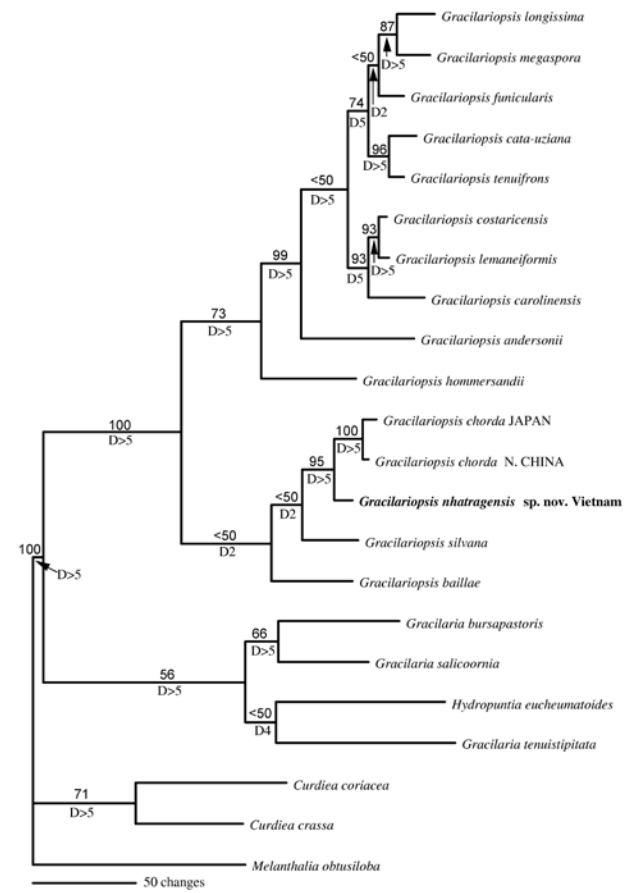 Gracilariopsis longissima
87
D>5
Gracilariopsis megaspora
<50
Gracilariopsis funicularis
74
D5
D2
Gracilariopsis cata-uziana
96
D>5
Gracilariopsis tenuifrons
<50
D>5
Gracilariopsis costaricensis
93
Gracilariopsis lemaneiformis
93
D5
D>5
Gracilariopsis carolinensis
99
D>5
Gracilariopsis andersonii
73
D>5
Gracilariopsis hommersandii
Gracilariopsis chorda JAPAN
100
D>5
100
D>5
Gracilariopsis chorda N. CHINA
95
D>5
Gracilariopsis nhatragensis sp. nov. Vietnam
<50
D2
Gracilariopsis silvana
<50
D2
100
D>5
Gracilariopsis baillae
Gracilaria bursapastoris
66
D>5
Gracilaria salicoornia
56
D>5
Hydropuntia eucheumatoides
<50
D4
Gracilaria tenuistipitata
Curdiea coriacea
71
D>5
Curdiea crassa
Melanthalia obtusiloba
50 changes